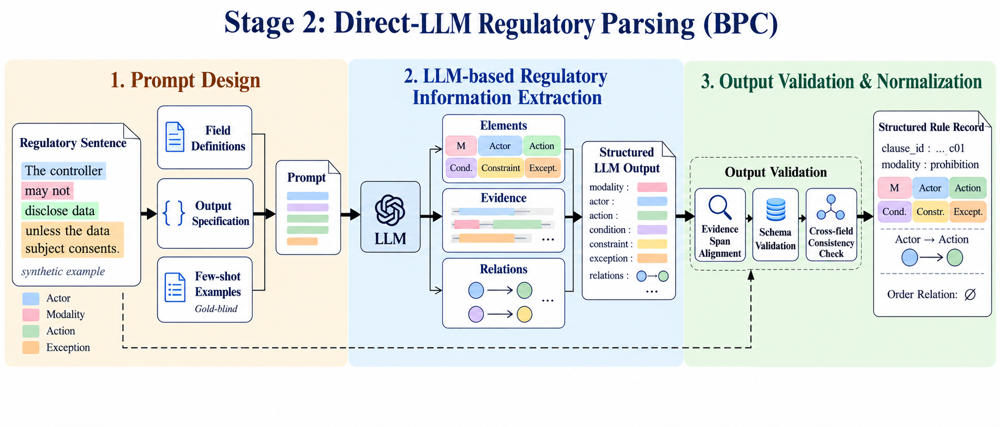 Stage 2: Direct-LLM Regulatory Parsing (BPC)
1. Prompt Design
Regulatory Sentence
The controller
may not
disclose data
unless the data
subject consents.
synthetic example
Actor
Modality
Action
Exception
Field
Definitions
{ }
Output
Specification
Few-shot
Examples
Gold-blind
Prompt
2. LLM-based Regulatory
Information Extraction
LLM
Elements
M Actor Action
Cond. Constraint Except.
Evidence
...
Relations
...
Structured
LLM Output
modality :
actor :
action :
condition :
constraint :
exception :
relations :
...
3. Output Validation & Normalization
Output Validation
Evidence
Span
Alignment
Schema
Validation
Cross-field
Consistency
Check
Structured Rule Record
clause_id : ... c01
modality : prohibition
M Actor Action
Cond. Constr. Except.
Actor → Action
Order Relation: ∅